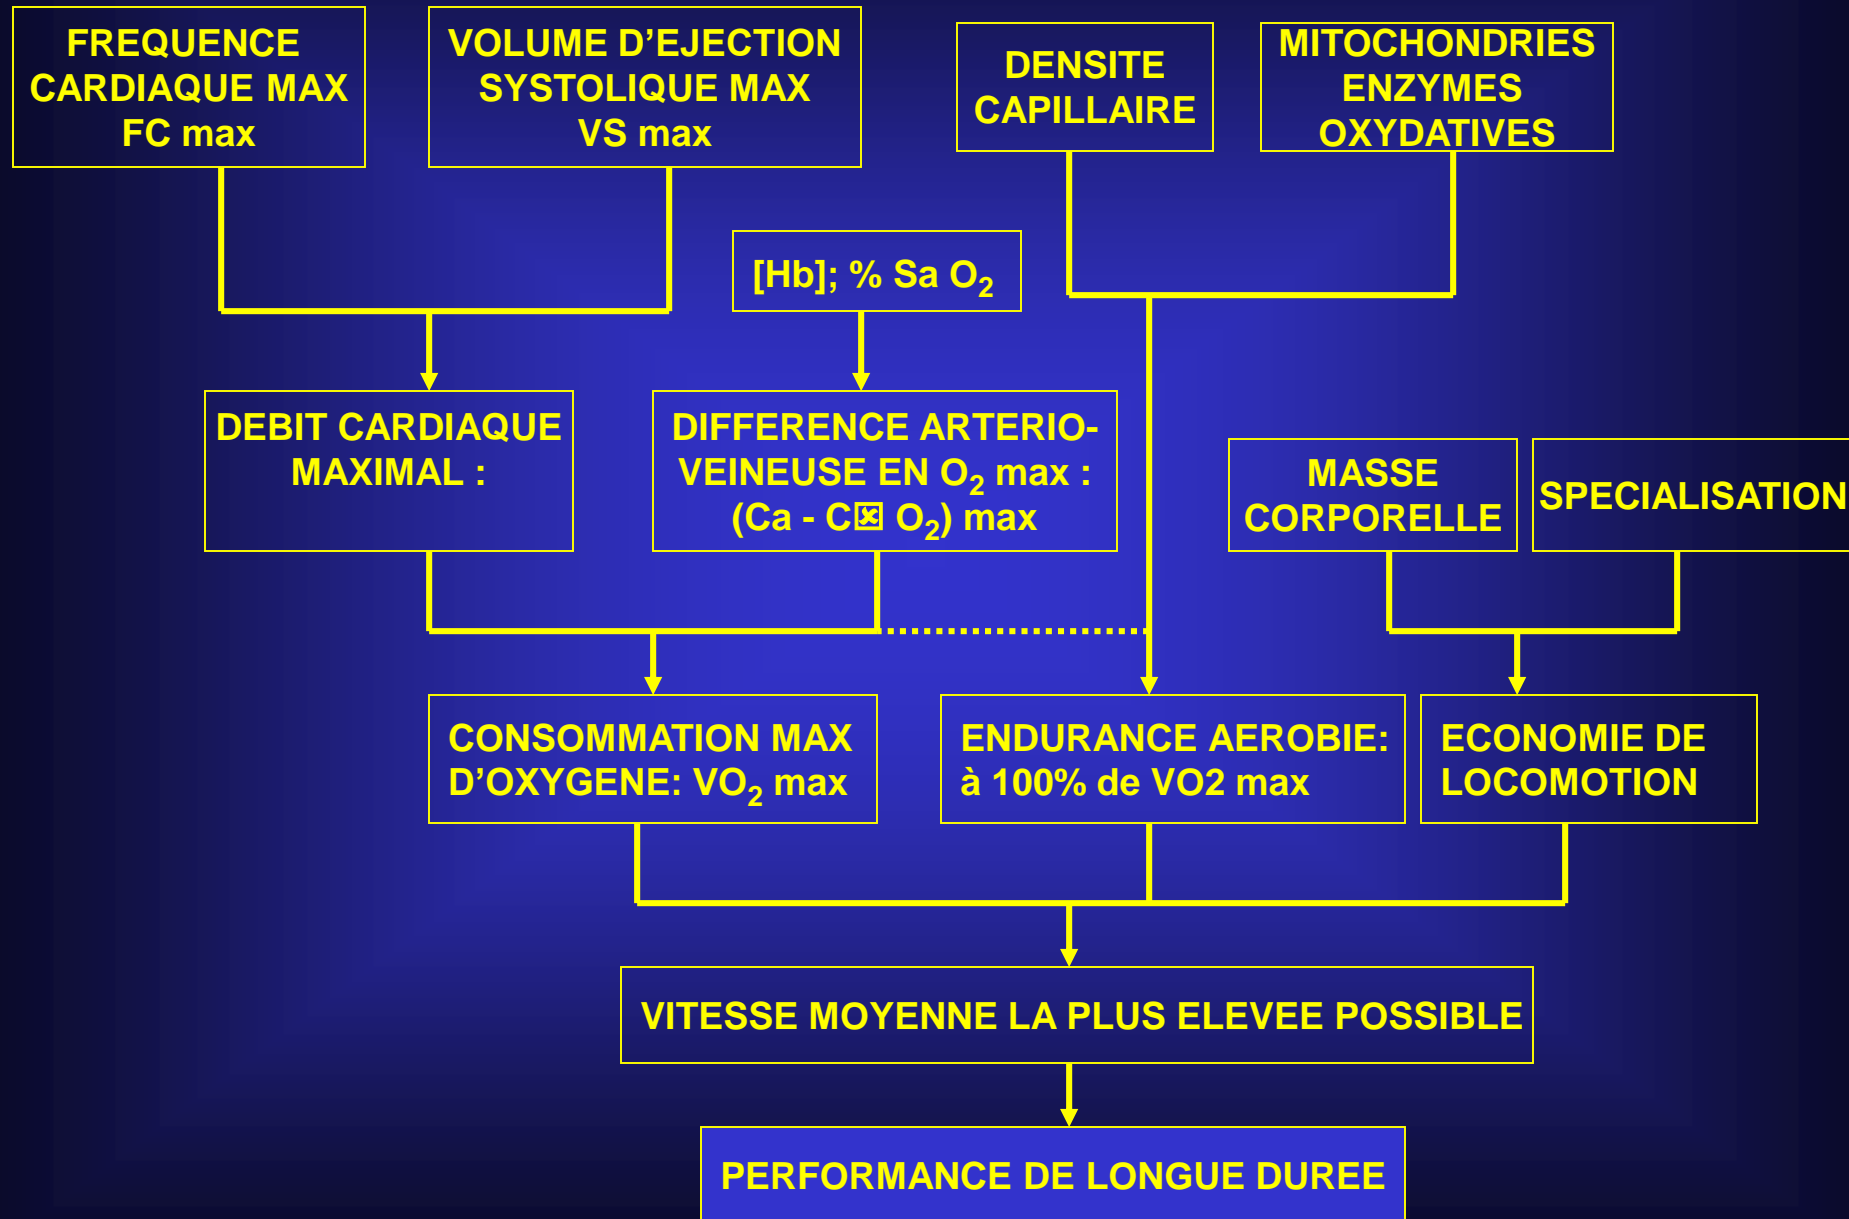 FREQUENCE
CARDIAQUE MAX
FC max
VOLUME D’EJECTION
SYSTOLIQUE MAX
VS max
DENSITE
CAPILLAIRE
MITOCHONDRIES
ENZYMES
OXYDATIVES
[Hb]; % Sa O2
DEBIT CARDIAQUE
MAXIMAL :
DIFFERENCE ARTERIO-
VEINEUSE EN O2 max :
(Ca - C O2) max
MASSE
CORPORELLE
SPECIALISATION
CONSOMMATION MAX
D’OXYGENE: VO2 max
ENDURANCE AEROBIE:
à 100% de VO2 max
ECONOMIE DE
LOCOMOTION
VITESSE MOYENNE LA PLUS ELEVEE POSSIBLE
PERFORMANCE DE LONGUE DUREE